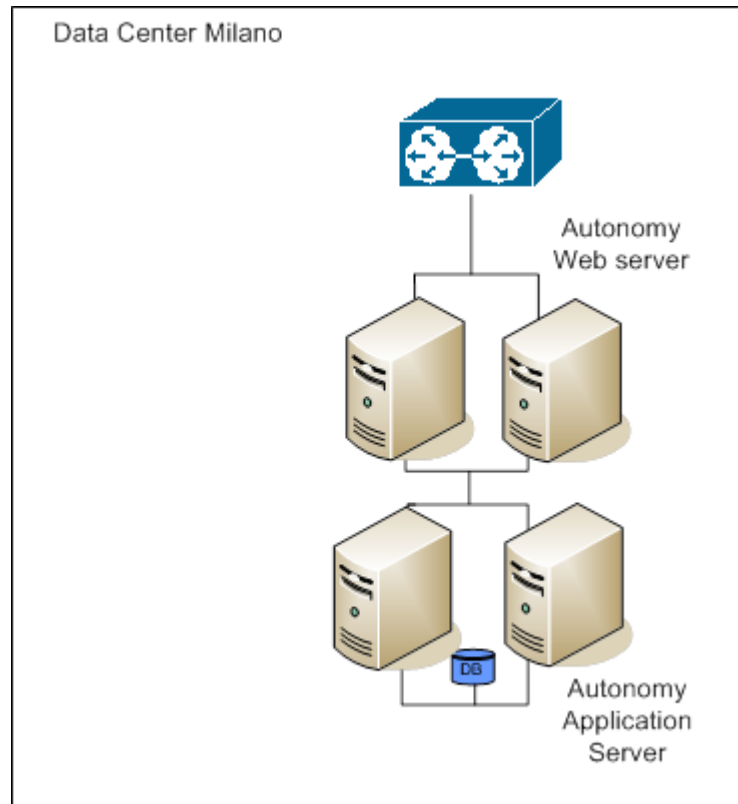 Data Center Milano
Autonomy
Web server
DB
Autonomy
Application
Server